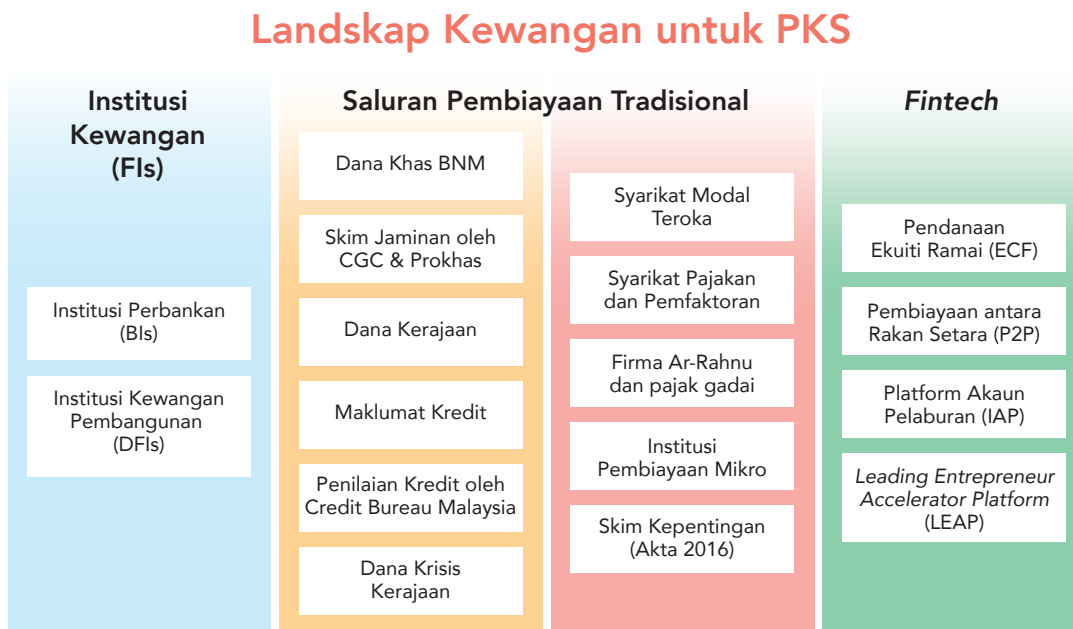 Landskap Kewangan untuk PKS
Institusi
Kewangan
(FIs)
Institusi Perbankan
(BIs)
Institusi Kewangan
Pembangunan
(DFIs)
Saluran Pembiayaan Tradisional
Dana Khas BNM
Skim Jaminan oleh
CGC & Prokhas
Dana Kerajaan
Maklumat Kredit
Penilaian Kredit oleh
Credit Bureau Malaysia
Dana Krisis
Kerajaan
Syarikat Modal
Teroka
Syarikat Pajakan
dan Pemfaktoran
Firma Ar-Rahnu
dan pajak gadai
Institusi
Pembiayaan Mikro
Skim Kepentingan
(Akta 2016)
Fintech
Pendanaan
Ekuiti Ramai (ECF)
Pembiayaan antara
Rakan Setara (P2P)
Platform Akaun
Pelaburan (IAP)
Leading Entrepreneur
Accelerator Platform
(LEAP)